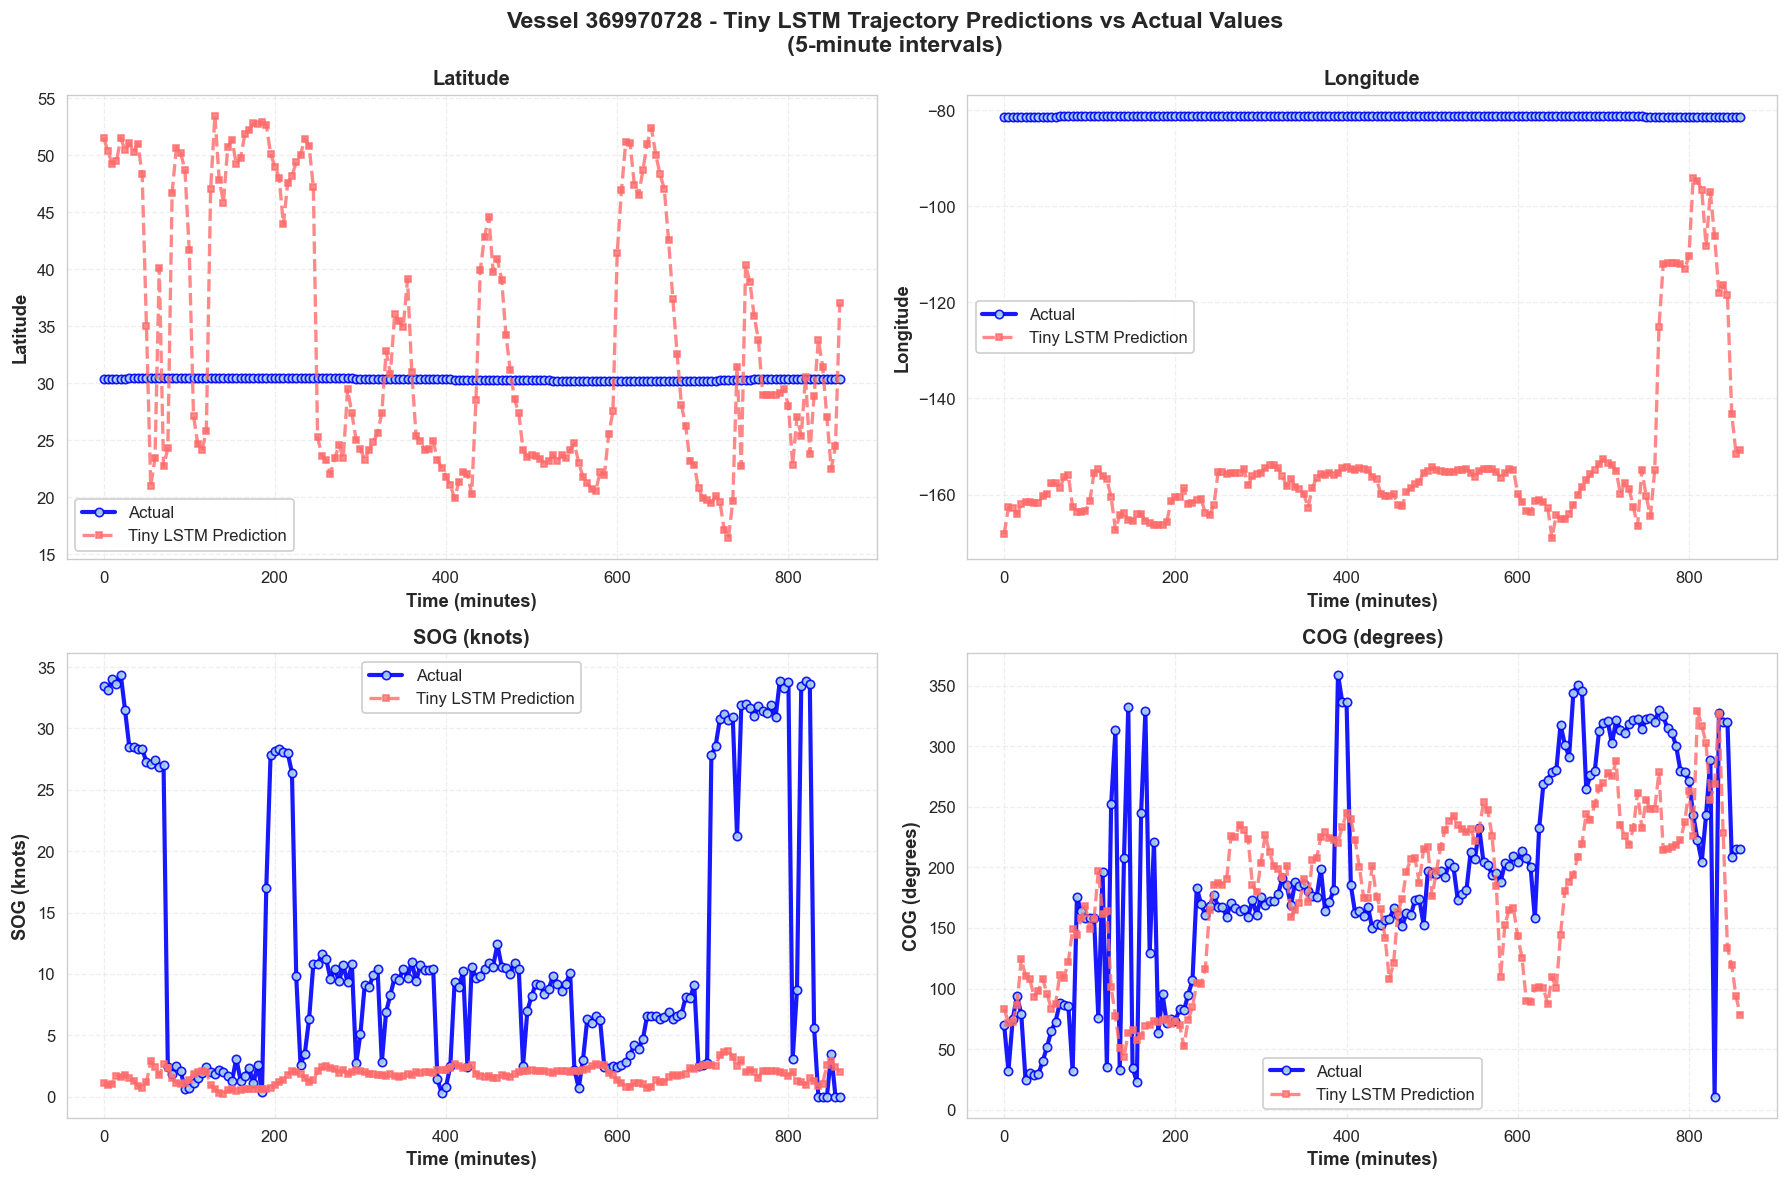 Vessel 369970728 - Tiny LSTM Trajectory Predictions vs Actual Values
(5-minute intervals)
Latitude
55
50
45
40
35
30
25
20
15
Latitude
Actual
Tiny LSTM Prediction
0 200 400 600 800
Time (minutes)
Longitude
−80
−100
−120
−140
−160
Longitude
Actual
Tiny LSTM Prediction
0 200 400 600 800
Time (minutes)
SOG (knots)
35
30
25
20
15
10
5
0
SOG (knots)
Actual
Tiny LSTM Prediction
0 200 400 600 800
Time (minutes)
COG (degrees)
350
300
250
200
150
100
50
0
COG (degrees)
Actual
Tiny LSTM Prediction
0 200 400 600 800
Time (minutes)